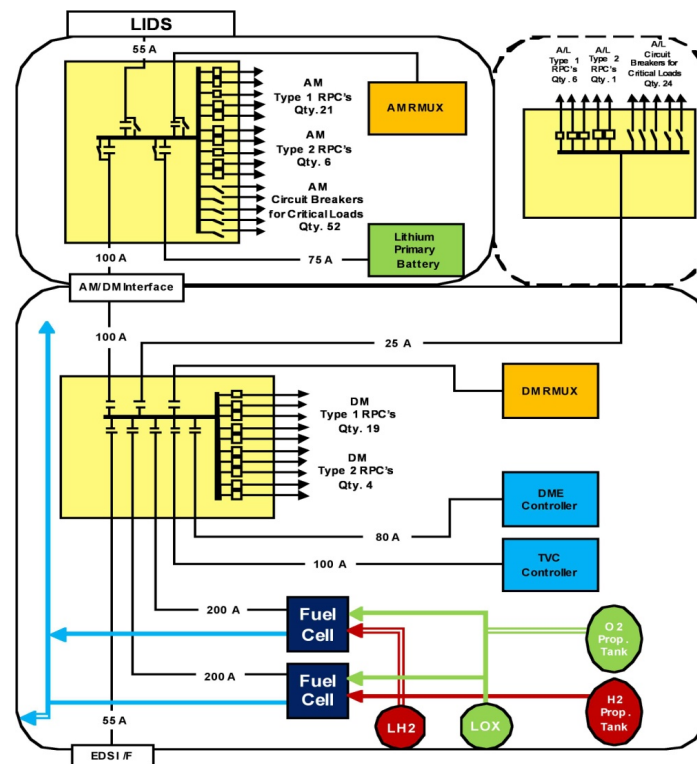 LIDS
55 A
AM
Type 1 RPC's
Qty. 21
AM
Type 2 RPC's
Qty. 6
AM
Circuit Breakers
for Critical Loads
Qty. 52
AM RMUX
Lithium
Primary
Battery
100 A
75 A
A/L
Type 1
RPC's
Qty. 6
A/L
Type 2
RPC's
Qty. 1
A/L
Circuit
Breakers for
Critical Loads
Qty. 24
AM/DM Interface
100 A
25 A
DM
Type 1 RPC's
Qty. 19
DM
Type 2 RPC's
Qty. 4
DM RMUX
DME
Controller
80 A
TVC
Controller
100 A
200 A
Fuel
Cell
O2
Prop.
Tank
200 A
Fuel
Cell
H2
Prop.
Tank
55 A
LH2
LOX
EDS I/F